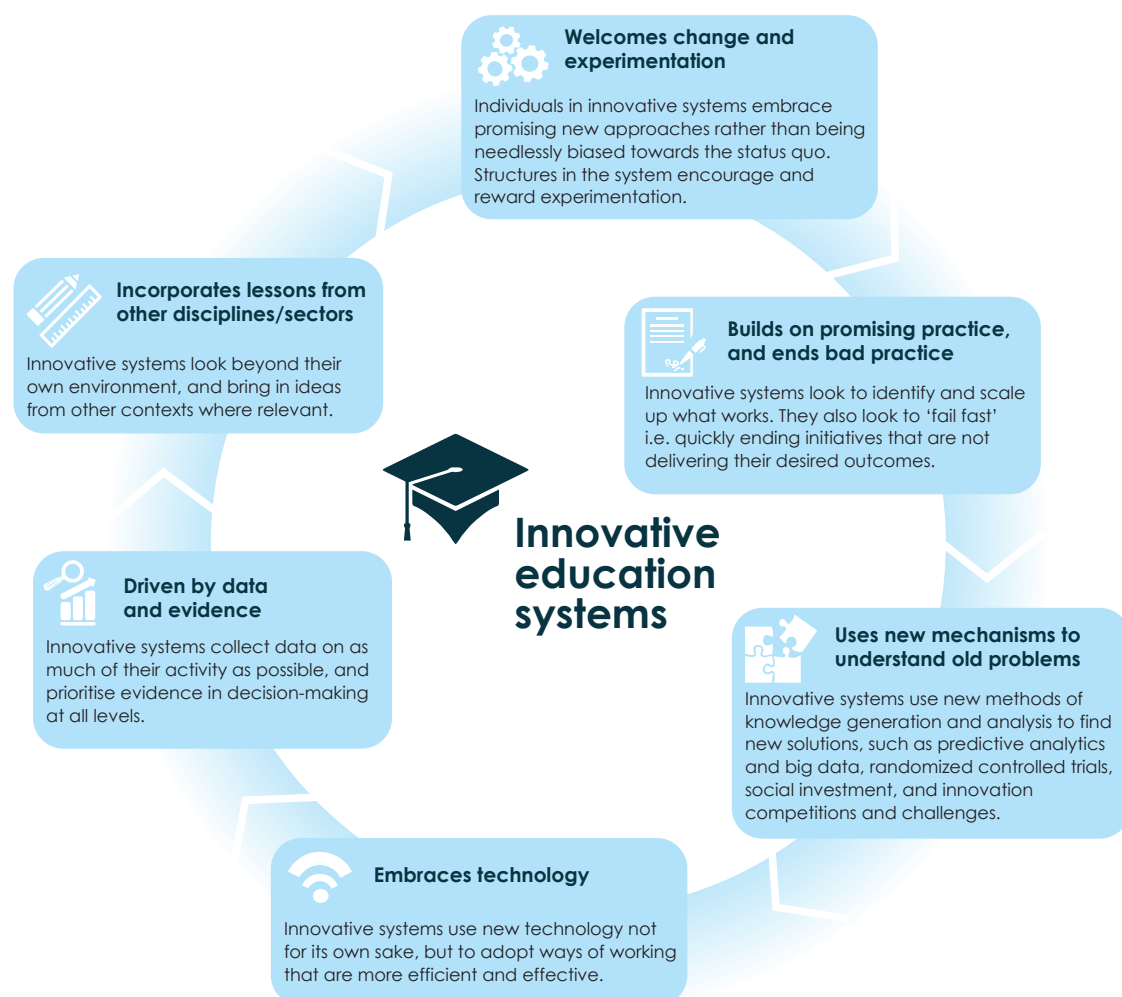 Welcomes change and
experimentation
Individuals in innovative systems embrace
promising new approaches rather than being
needlessly biased towards the status quo.
Structures in the system encourage and
reward experimentation.
Builds on promising practice,
and ends bad practice
Innovative systems look to identify and scale
up what works. They also look to ‘fail fast’
i.e. quickly ending initiatives that are not
delivering their desired outcomes.
Uses new mechanisms to
understand old problems
Innovative systems use new methods of
knowledge generation and analysis to find
new solutions, such as predictive analytics
and big data, randomized controlled trials,
social investment, and innovation
competitions and challenges.
Embraces technology
Innovative systems use new technology not
for its own sake, but to adopt ways of working
that are more efficient and effective.
Driven by data
and evidence
Innovative systems collect data on as
much of their activity as possible, and
prioritise evidence in decision-making
at all levels.
Incorporates lessons from
other disciplines/sectors
Innovative systems look beyond their
own environment, and bring in ideas
from other contexts where relevant.
Innovative
education
systems